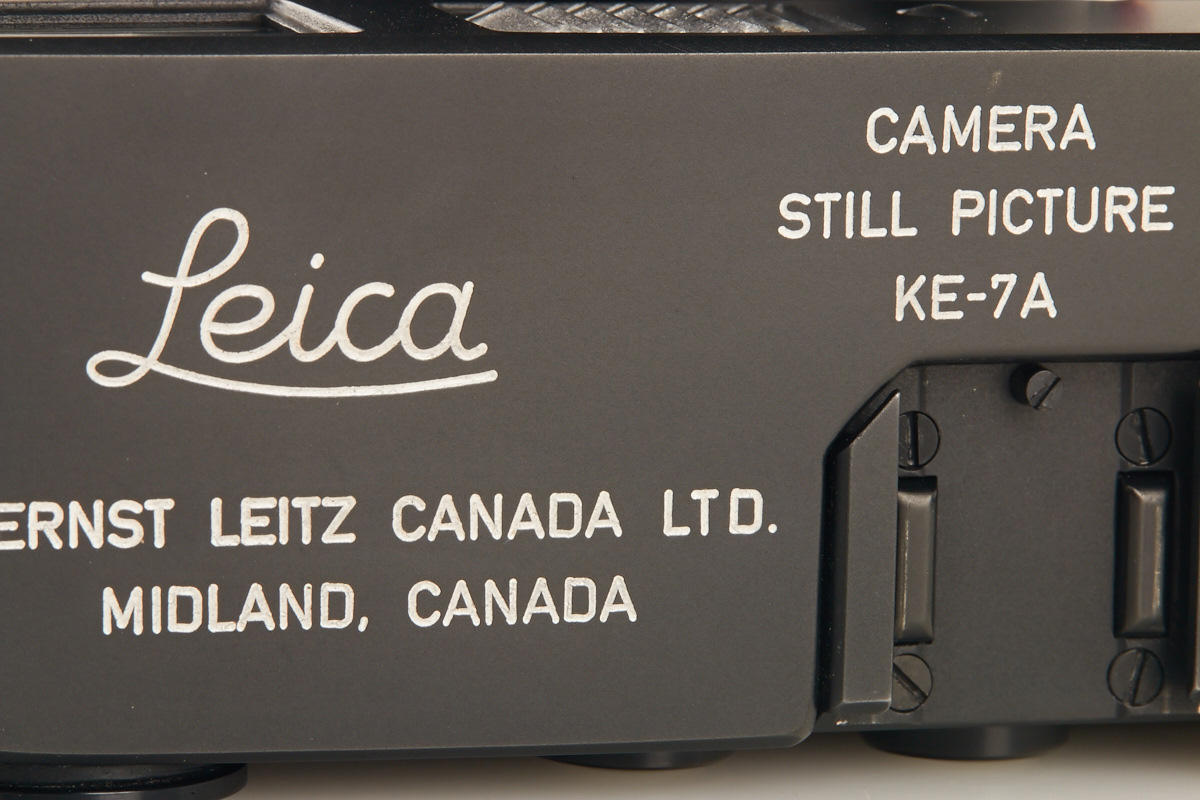 CAMERA
STILL PICTURE
KE-7A
Leica
ERNST LEITZ CANADA LTD.
MIDLAND, CANADA